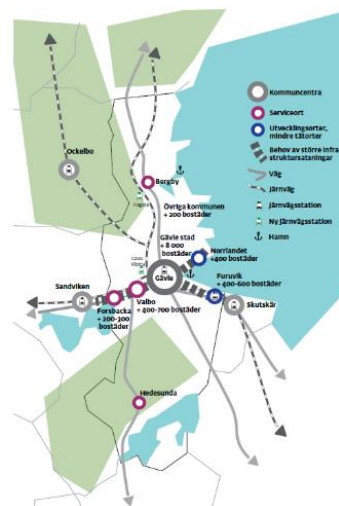 Kommuncentra
Serviceort
Utvecklingsorter,
mindre tätorter
Behov av större infra
struktursatsningar
Väg
Järnväg
Järnvägsstation
Ny järnvägsstation
Hamn
Ockelbo
Bergby
Övriga kommunen
+ 200 bostäder
Gävle stad
+ 8 000
bostäder
Norrlandet
+400 bostäder
Gävle
Furuvik
+400-600 bostäder
Sandviken
Forsbacka
+ 200-300
bostäder
Valbo
+ 400-700 bostäder
Skutskär
Hedesunda